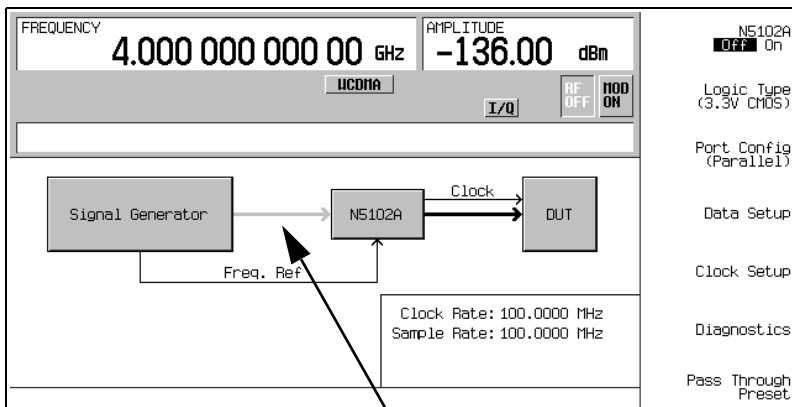 FREQUENCY
4.000 000 000 00 GHz
AMPLITUDE
-136.00 dBm
WCDMA
I/Q
RF
OFF
MOD
ON
Signal Generator
N5102A
Clock
DUT
Freq. Ref
Clock Rate: 100.0000 MHz
Sample Rate: 100.0000 MHz
N5102A
Off On
Logic Type
(3.3V CMOS)
Port Config
(Parallel)
Data Setup
Clock Setup
Diagnostics
Pass Through
Preset